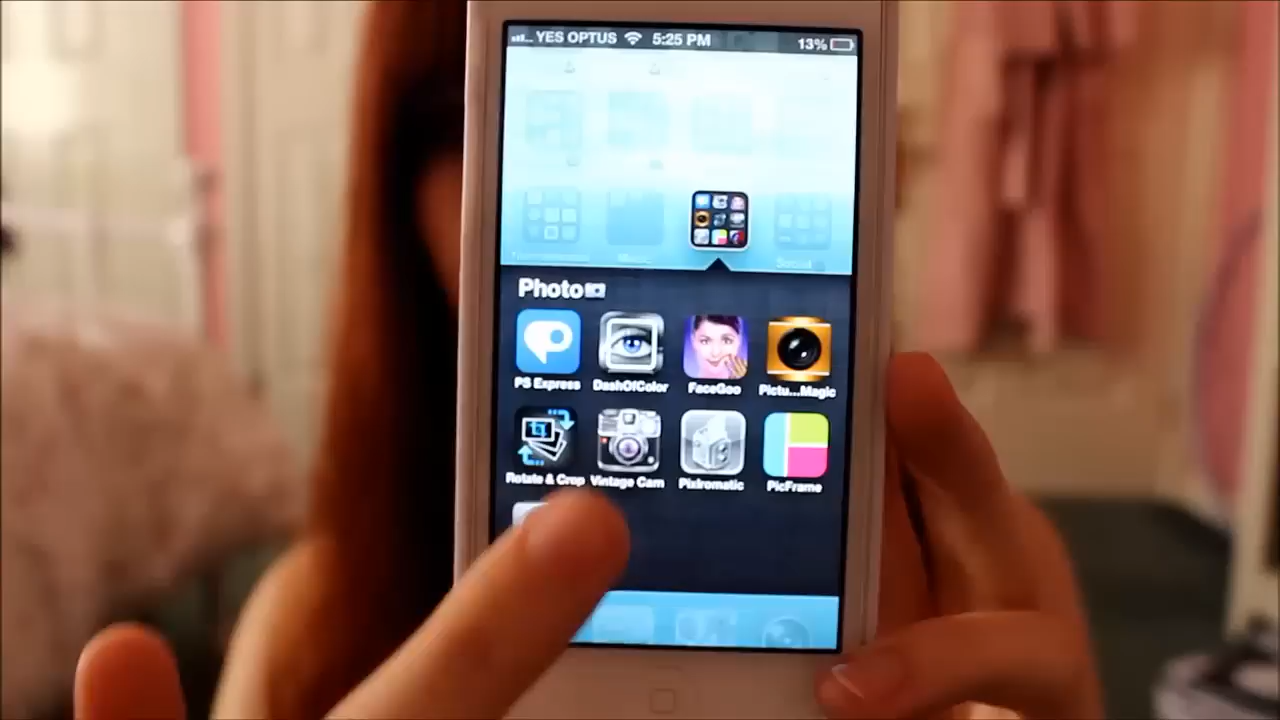 YES OPTUS 5:25 PM 13%
Social
Photo
PS Express DashOfColor FaceGoo Pictu...Magic
Rotate & Crop Vintage Cam Pixlromatic PicFrame